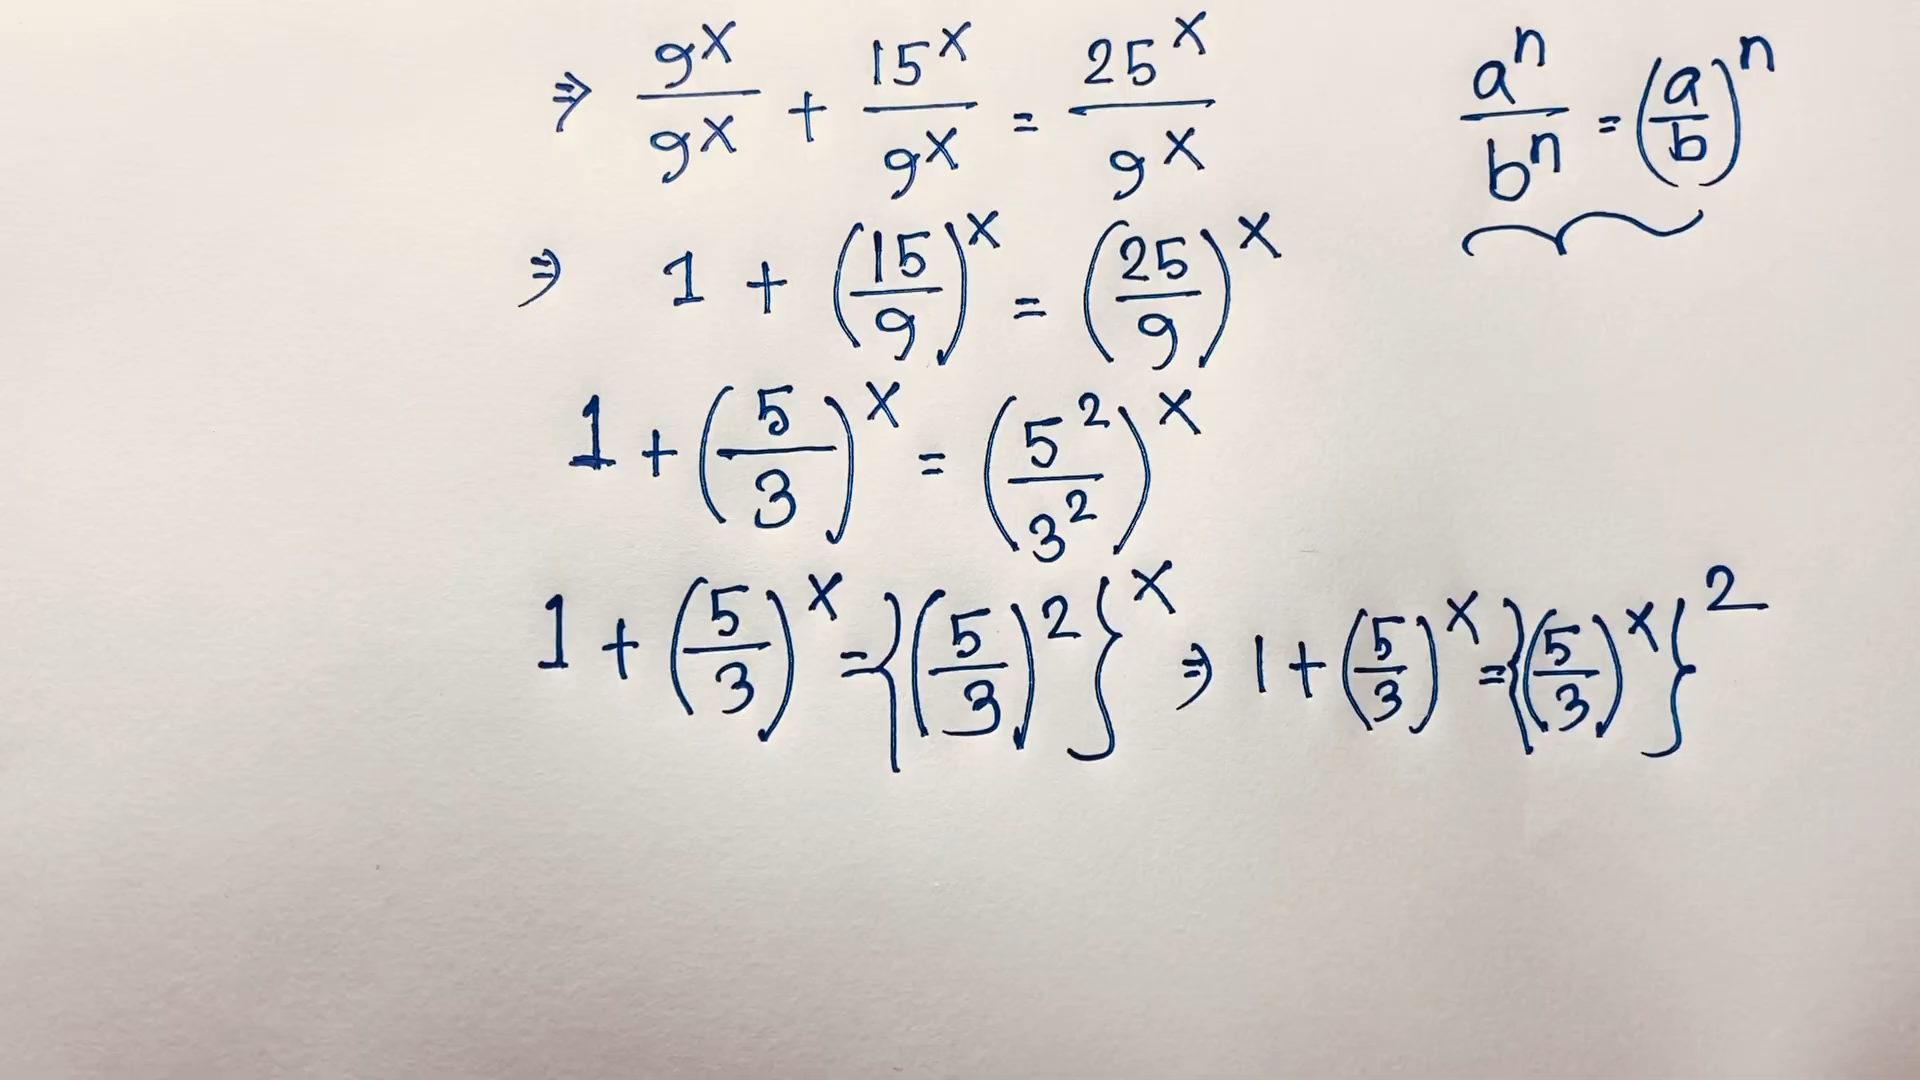 ⇒ 9^x/9^x + 15^x/9^x = 25^x/9^x
a^n/b^n = (a/b)^n
⇒ 1 + (15/9)^x = (25/9)^x
1 + (5/3)^x = (5^2/3^2)^x
1 + (5/3)^x = {(5/3)^2}^x ⇒ 1 + (5/3)^x = {(5/3)^x}^2